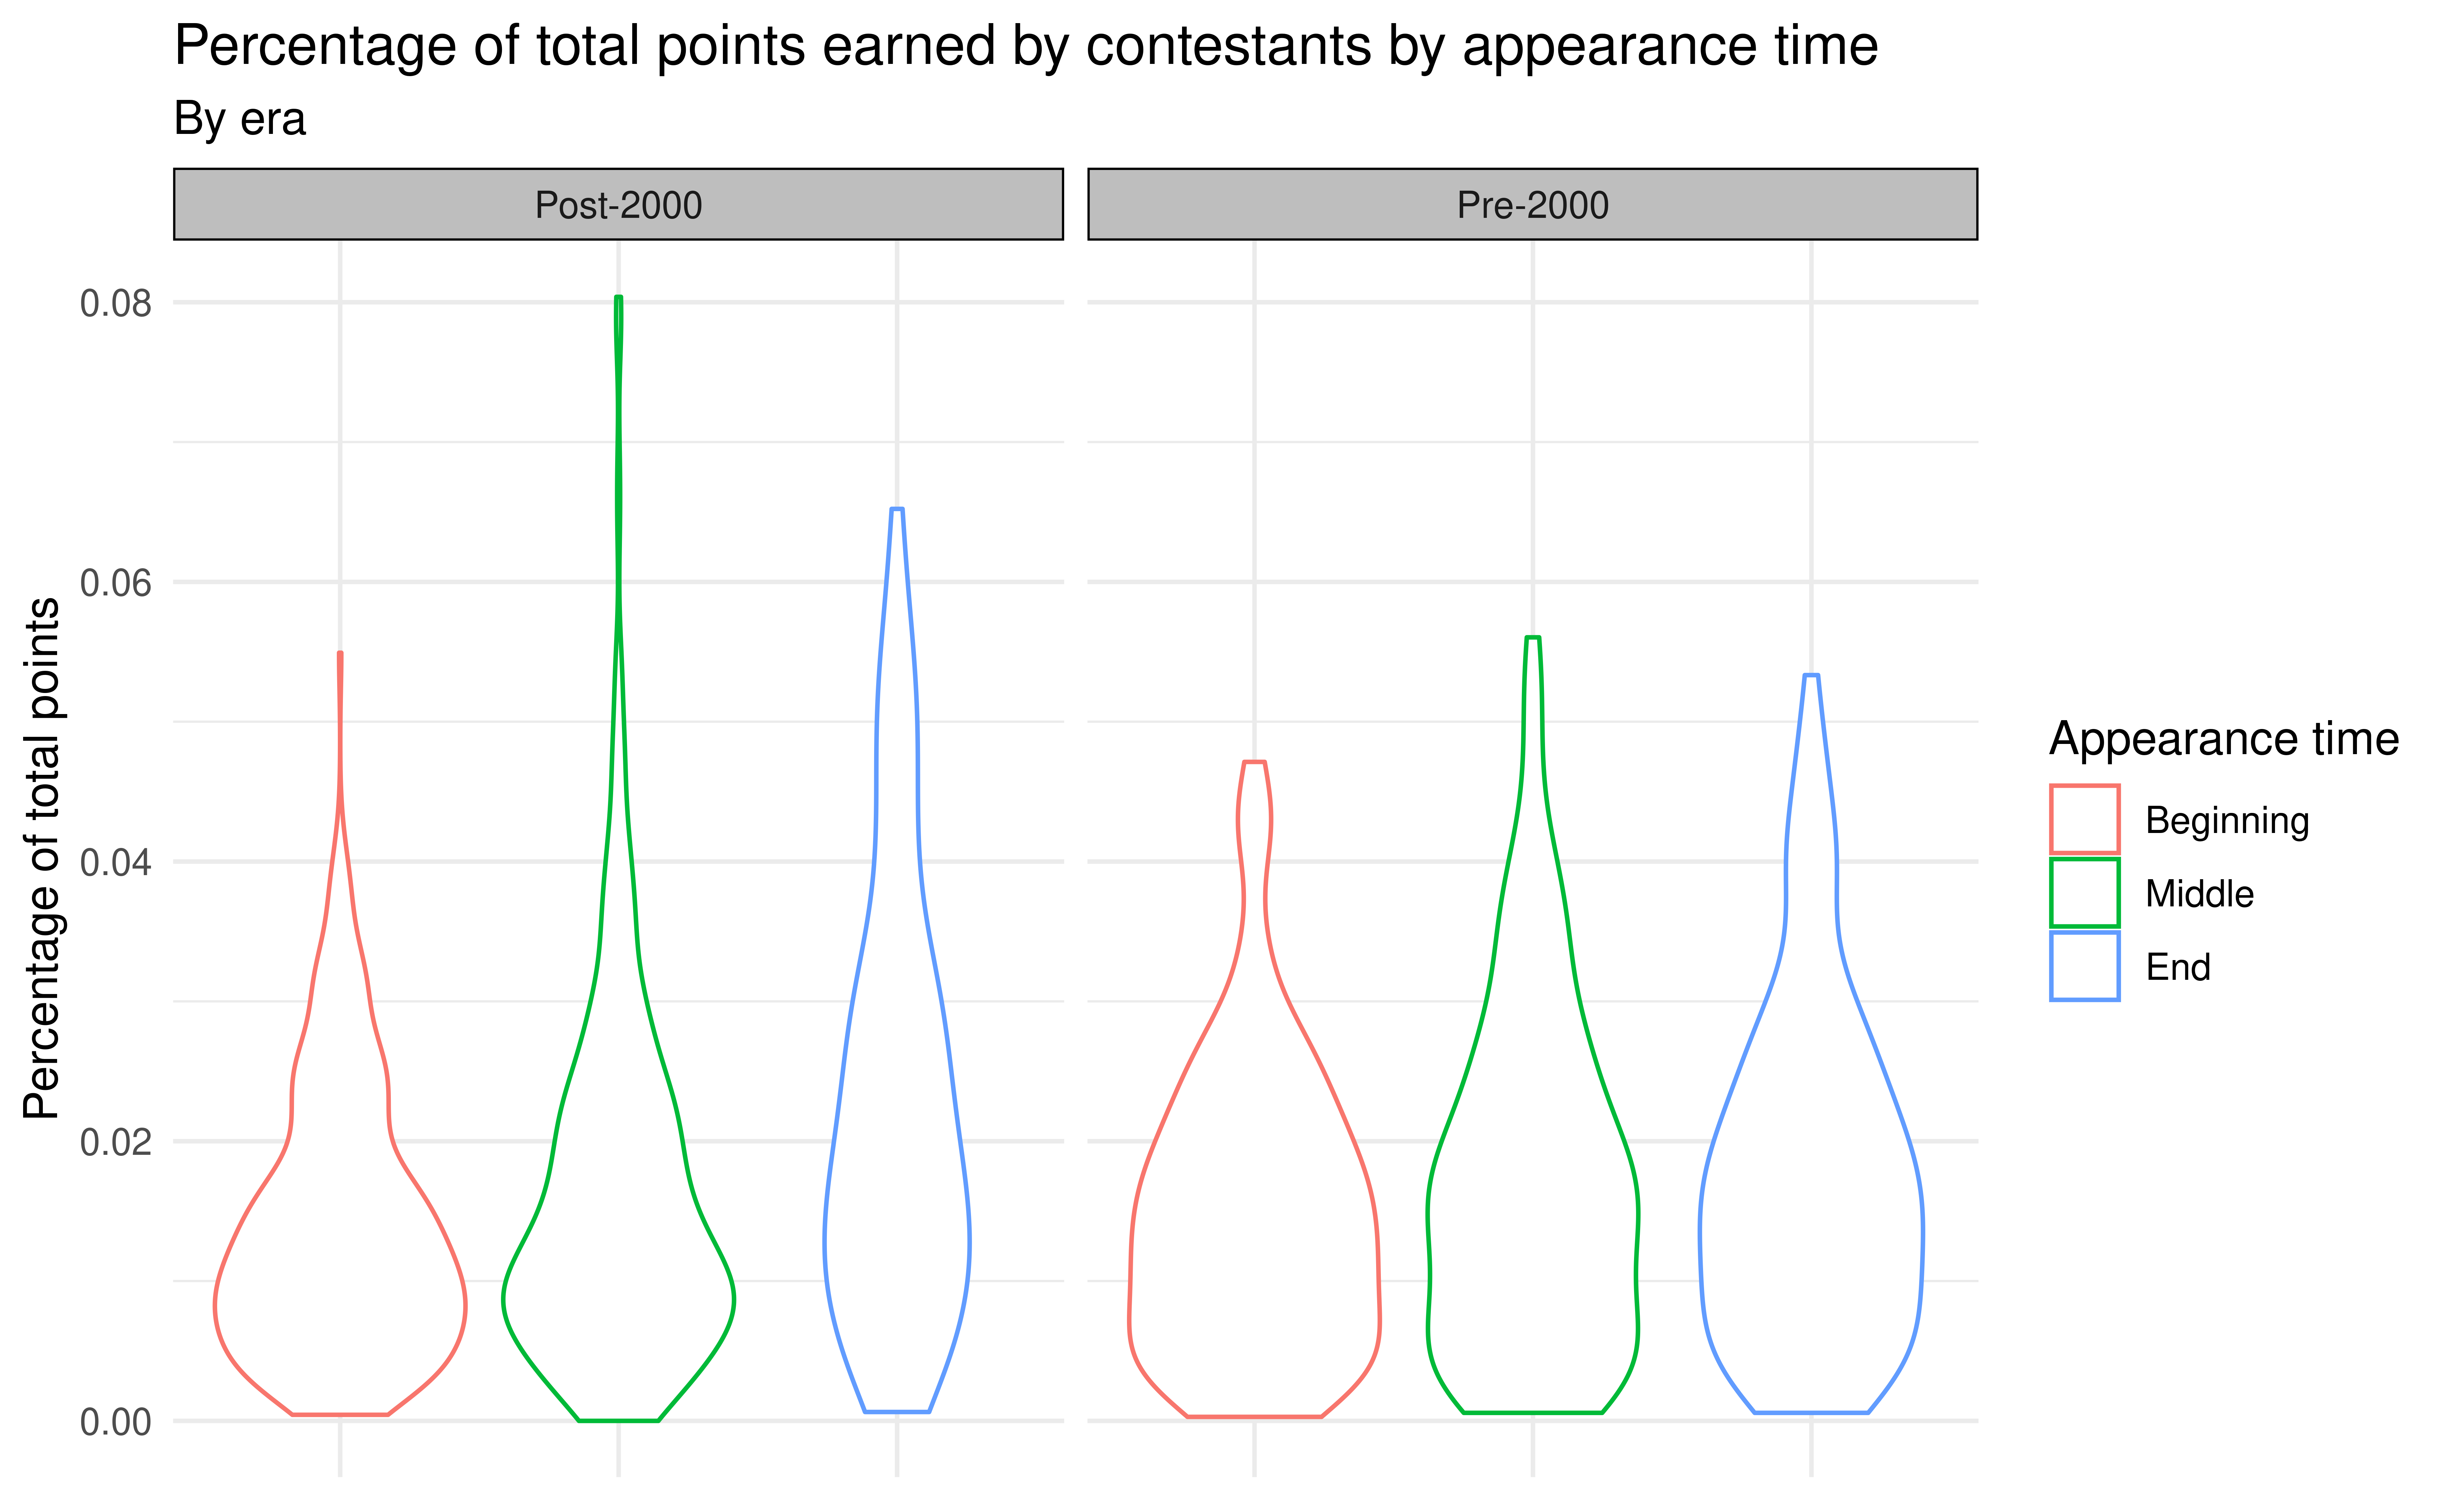 Percentage of total points earned by contestants by appearance time
By era
Post-2000
Pre-2000
Percentage of total points
0.08
0.06
0.04
0.02
0.00
Appearance time
Beginning
Middle
End